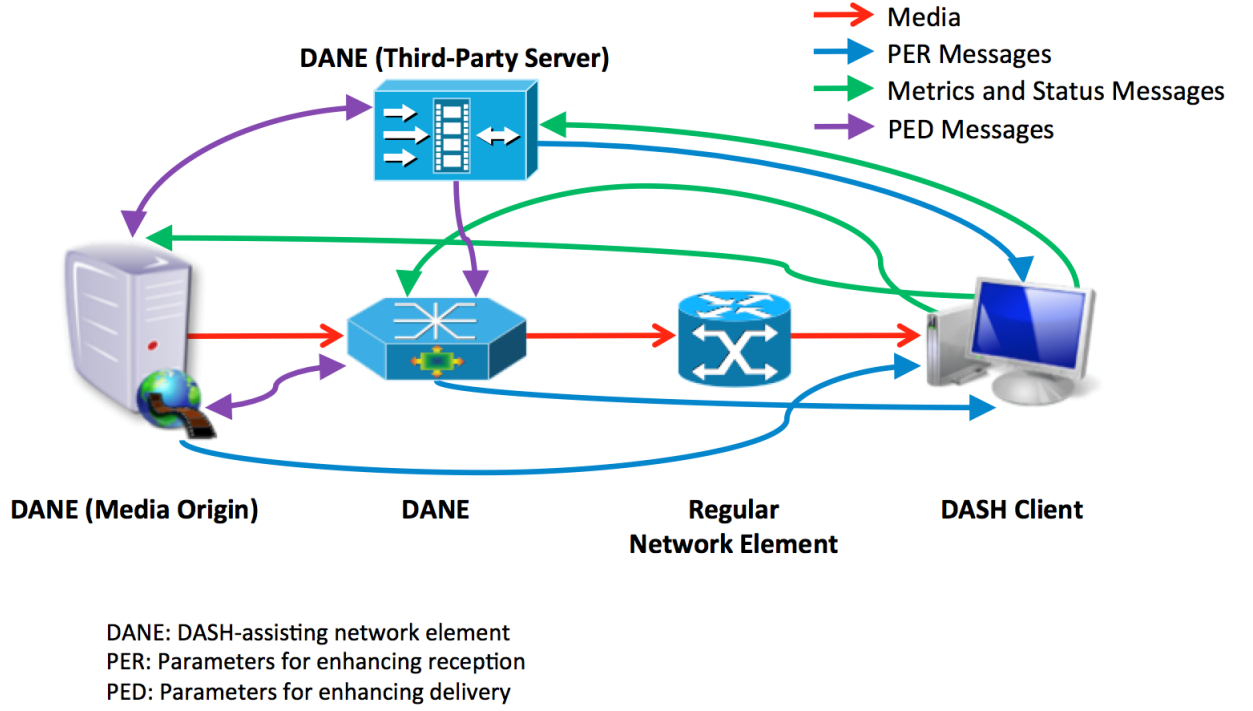 Media
PER Messages
Metrics and Status Messages
PED Messages
DANE (Third-Party Server)
DANE (Media Origin)
DANE
Regular
Network Element
DASH Client
DANE: DASH-assisting network element
PER: Parameters for enhancing reception
PED: Parameters for enhancing delivery